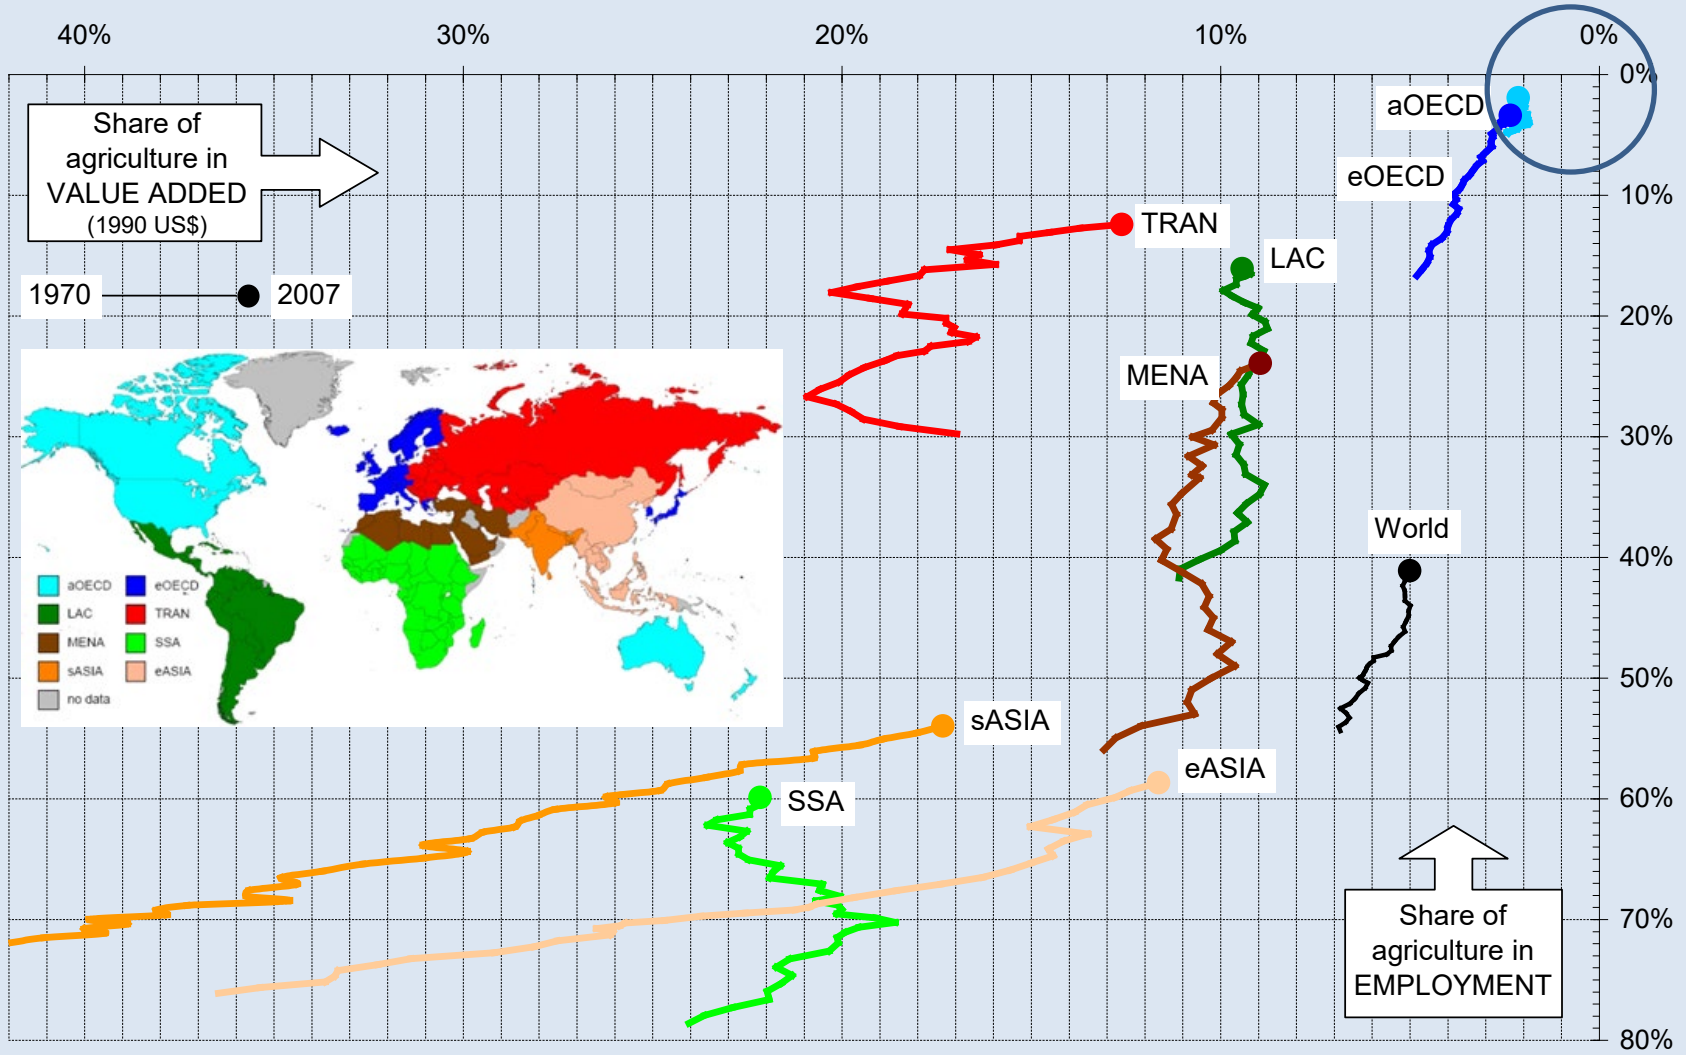 40%
30%
20%
10%
0%
0%
Share of
agriculture in
VALUE ADDED
(1990 US$)
aOECD
eOECD
10%
TRAN
LAC
1970
2007
20%
MENA
30%
World
40%
aOECD
eOECD
LAC
TRAN
MENA
SSA
sASIA
eASIA
no data
50%
sASIA
eASIA
SSA
60%
70%
Share of
agriculture in
EMPLOYMENT
80%